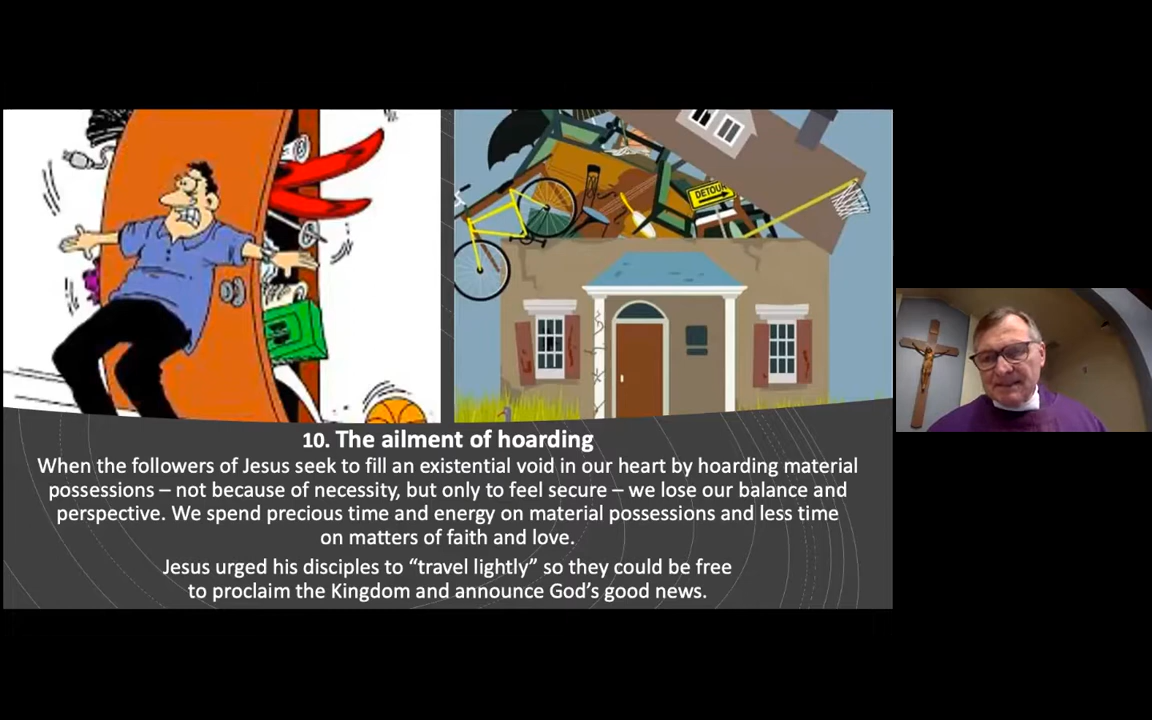 DETOUR
10. The ailment of hoarding
When the followers of Jesus seek to fill an existential void in our heart by hoarding material
possessions – not because of necessity, but only to feel secure – we lose our balance and
perspective. We spend precious time and energy on material possessions and less time
on matters of faith and love.
Jesus urged his disciples to “travel lightly” so they could be free
to proclaim the Kingdom and announce God’s good news.